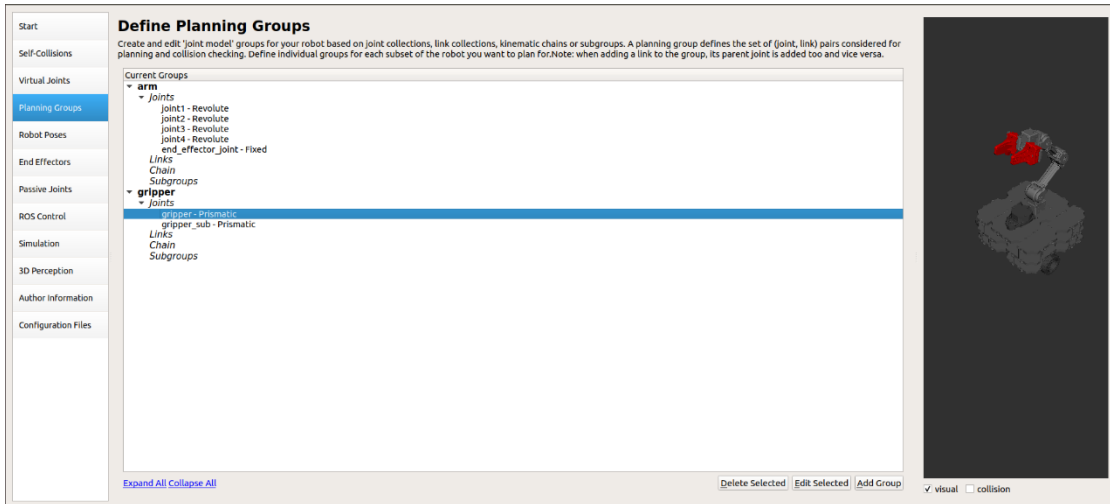 Start
Self-Collisions
Virtual Joints
Planning Groups
Robot Poses
End Effectors
Passive Joints
ROS Control
Simulation
3D Perception
Author Information
Configuration Files
Define Planning Groups
Create and edit 'joint model' groups for your robot based on joint collections, link collections, kinematic chains or subgroups. A planning group defines the set of (joint, link) pairs considered for
planning and collision checking. Define individual groups for each subset of the robot you want to plan for.Note: when adding a link to the group, its parent joint is added too and vice versa.
Current Groups
arm
Joints
joint1 - Revolute
joint2 - Revolute
joint3 - Revolute
joint4 - Revolute
end_effector_joint - Fixed
Links
Chain
Subgroups
gripper
Joints
gripper - Prismatic
gripper_sub - Prismatic
Links
Chain
Subgroups
Expand All Collapse All
Delete Selected Edit Selected Add Group
visual collision